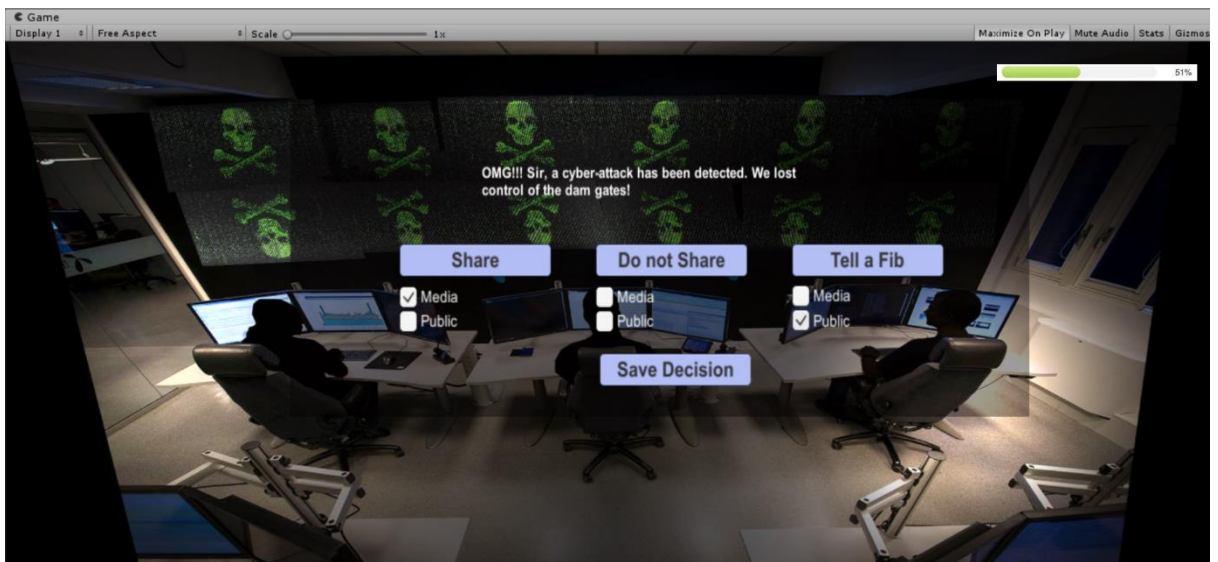 Game
Display 1 Free Aspect Scale 1x Maximize On Play Mute Audio Stats Gizmos
51%
OMG!!! Sir, a cyber-attack has been detected. We lost
control of the dam gates!
Share Do not Share Tell a Fib
Media Media Media
Public Public Public
Save Decision